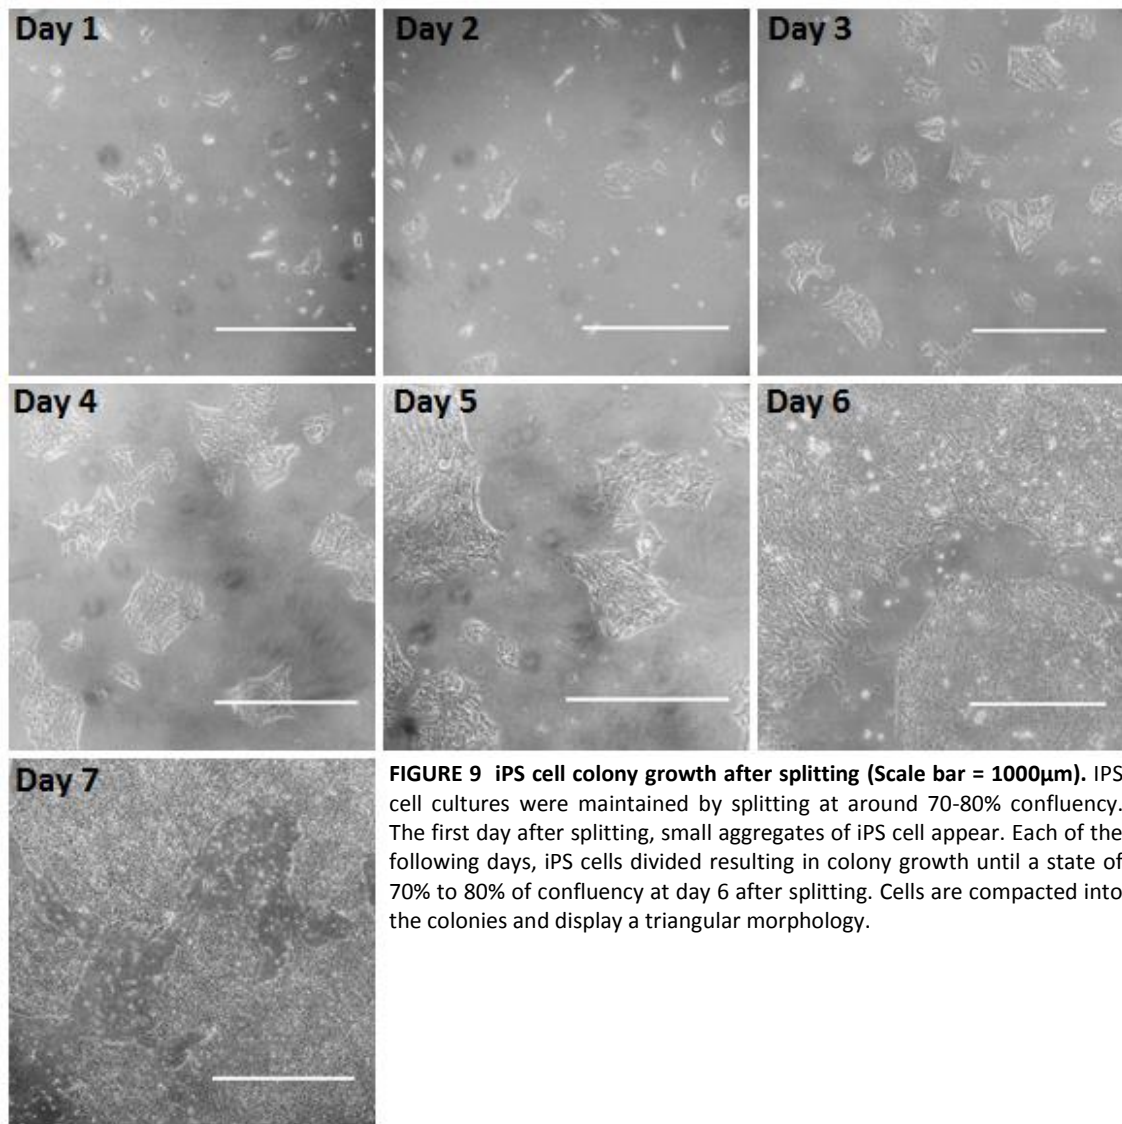 Day 1
Day 2
Day 3
Day 4
Day 5
Day 6
Day 7
FIGURE 9 iPS cell colony growth after splitting (Scale bar = 1000µm). IPS
cell cultures were maintained by splitting at around 70-80% confluency.
The first day after splitting, small aggregates of iPS cell appear. Each of the
following days, iPS cells divided resulting in colony growth until a state of
70% to 80% of confluency at day 6 after splitting. Cells are compacted into
the colonies and display a triangular morphology.